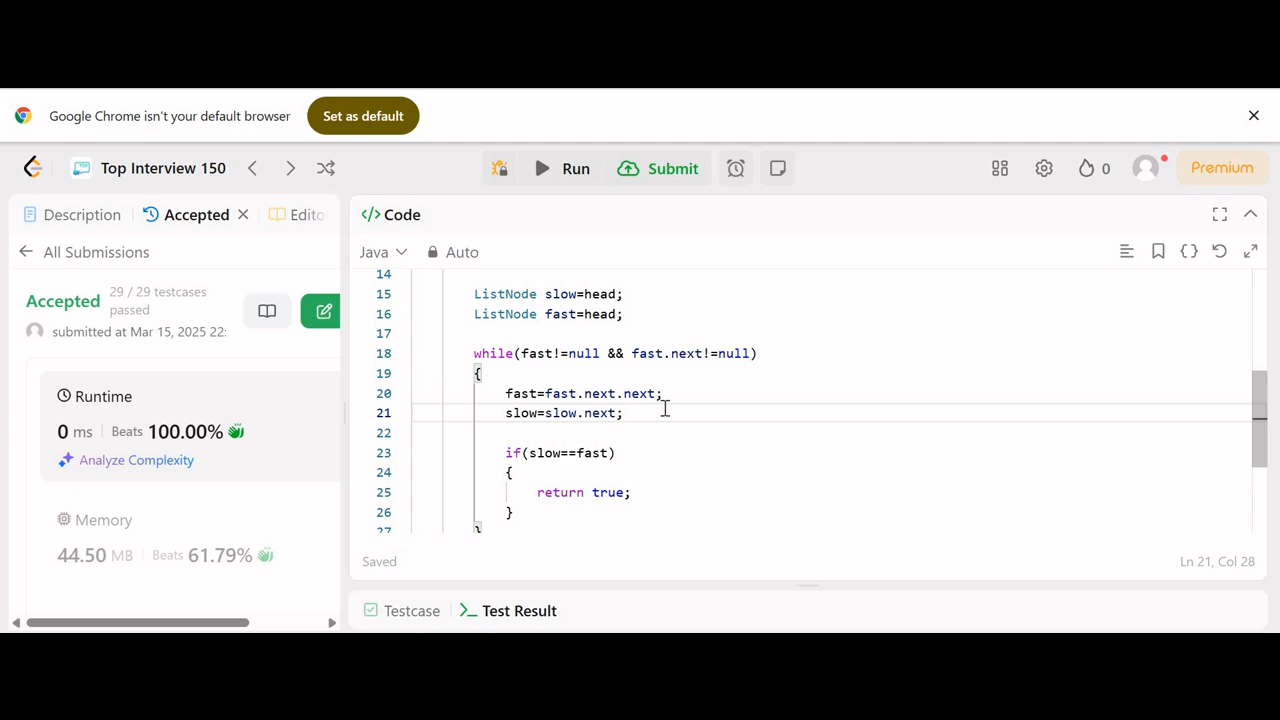 Google Chrome isn't your default browser
Set as default
Top Interview 150
Run
Submit
0
Premium
Description
Accepted
Edito
Code
All Submissions
Java
Auto
Accepted
29 / 29 testcases
passed
submitted at Mar 15, 2025 22:
Runtime
0 ms
Beats 100.00%
Analyze Complexity
Memory
44.50 MB
Beats 61.79%
14
15 ListNode slow=head;
16 ListNode fast=head;
17
18 while(fast!=null && fast.next!=null)
19 {
20 fast=fast.next.next;
21 slow=slow.next;
22
23 if(slow==fast)
24 {
25 return true;
26 }
27 }
Saved
Ln 21, Col 28
Testcase
Test Result